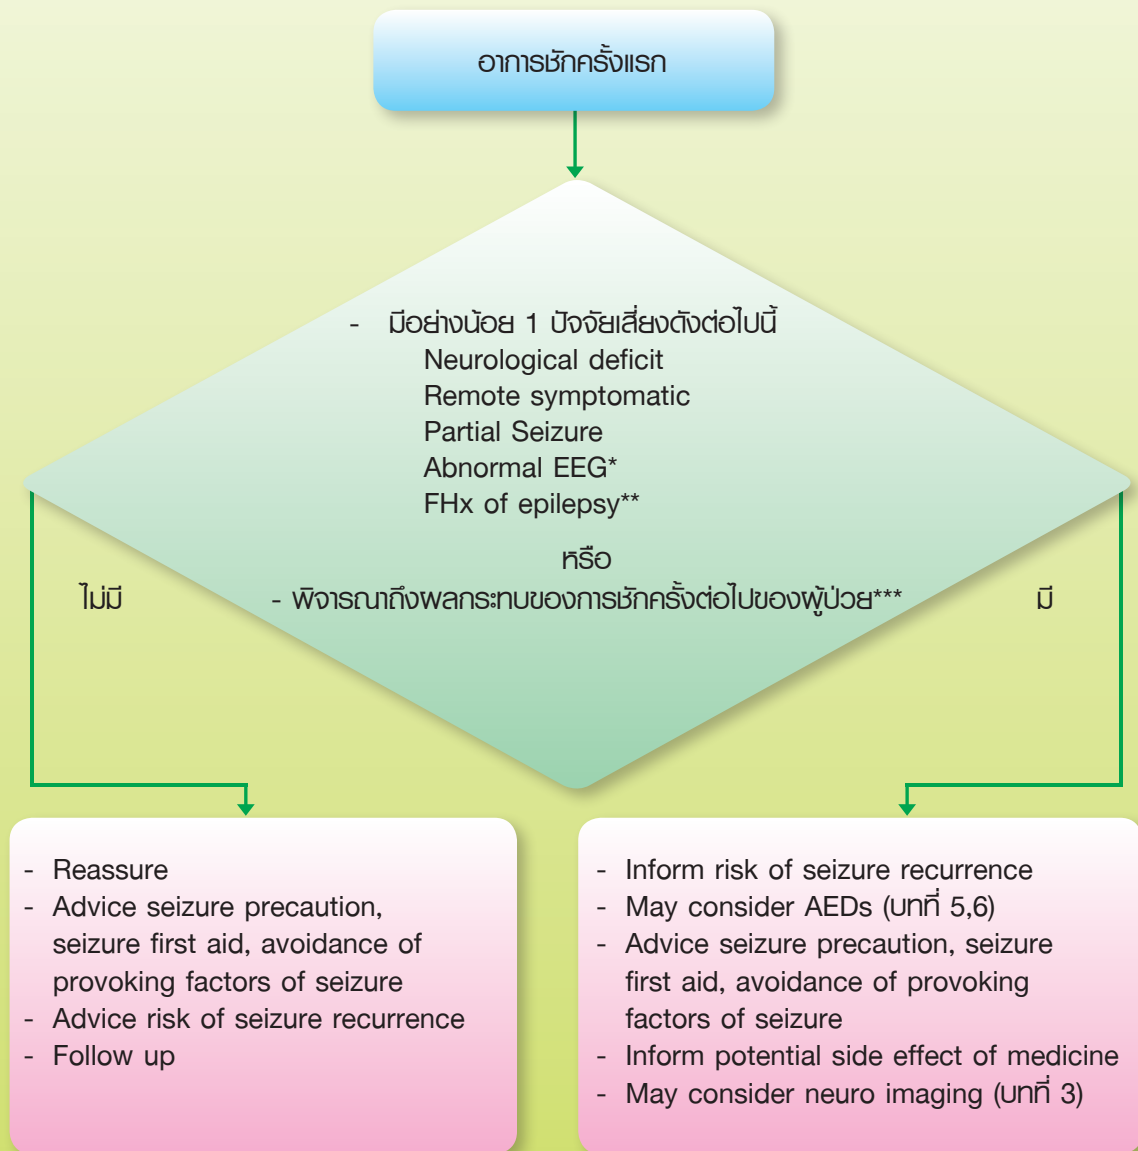 อาการชักครั้งแรก
- มีอย่างน้อย 1 ปัจจัยเสี่ยงดังต่อไปนี้
Neurological deficit
Remote symptomatic
Partial Seizure
Abnormal EEG*
FHx of epilepsy**
หรือ
- พิจารณาถึงผลกระทบของการชักครั้งต่อไปของผู้ป่วย***
ไม่มี
มี
- Reassure
- Advice seizure precaution,
seizure first aid, avoidance of
provoking factors of seizure
- Advice risk of seizure recurrence
- Follow up
- Inform risk of seizure recurrence
- May consider AEDs (บทที่ 5,6)
- Advice seizure precaution, seizure
first aid, avoidance of provoking
factors of seizure
- Inform potential side effect of medicine
- May consider neuro imaging (บทที่ 3)